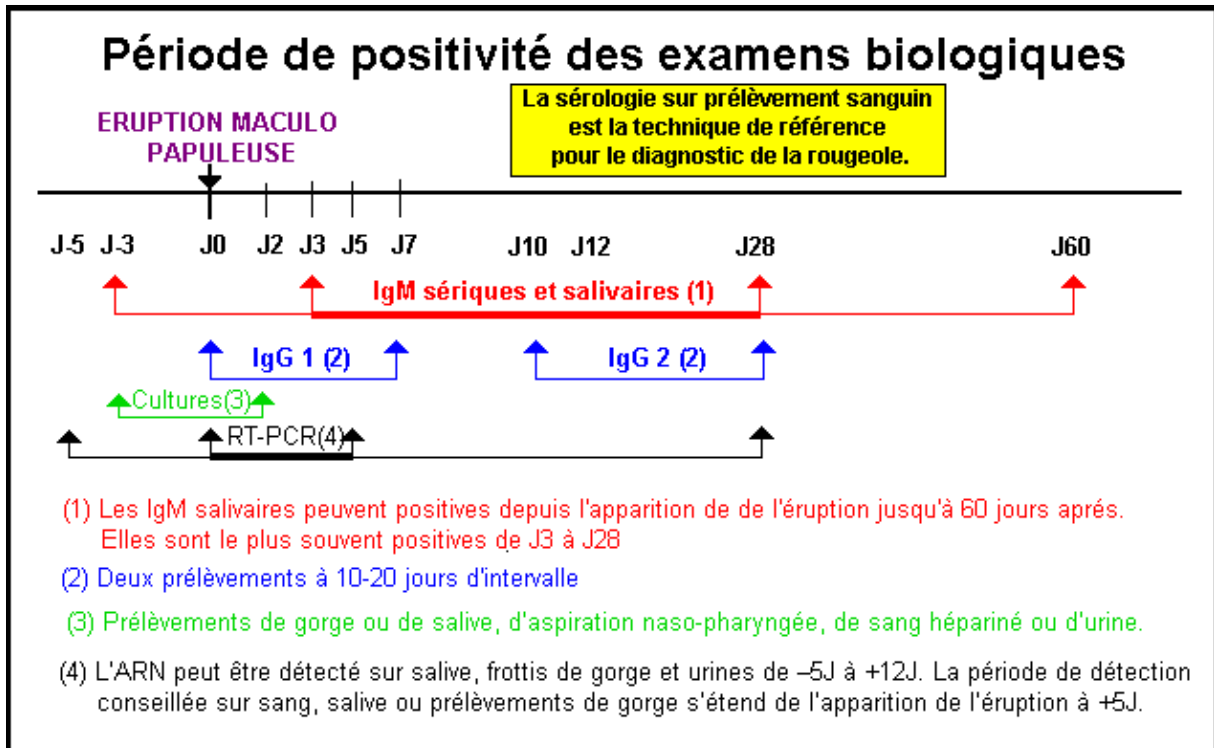 Période de positivité des examens biologiques
La sérologie sur prélèvement sanguin
est la technique de référence
pour le diagnostic de la rougeole.
ERUPTION MACULO
PAPULEUSE
J-5 J-3 J0 J2 J3 J5 J7 J10 J12 J28 J60
IgM sériques et salivaires (1)
IgG 1 (2) IgG 2 (2)
Cultures(3)
RT-PCR(4)
(1) Les IgM salivaires peuvent positives depuis l'apparition de de l'éruption jusqu'à 60 jours aprés.
Elles sont le plus souvent positives de J3 à J28
(2) Deux prélèvements à 10-20 jours d'intervalle
(3) Prélèvements de gorge ou de salive, d'aspiration naso-pharyngée, de sang hépariné ou d'urine.
(4) L'ARN peut être détecté sur salive, frottis de gorge et urines de –5J à +12J. La période de détection
conseillée sur sang, salive ou prélèvements de gorge s'étend de l'apparition de l'éruption à +5J.